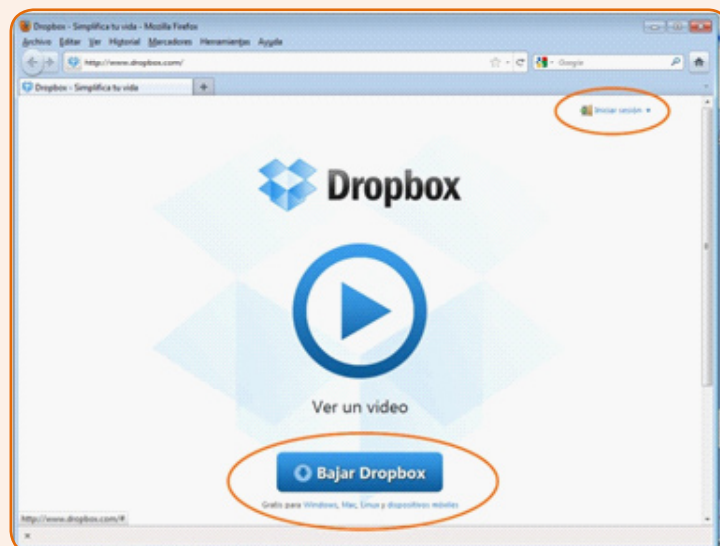 Dropbox - Simplifica tu vida - Mozilla Firefox
Archivo Editar Ver Historial Marcadores Herramientas Ayuda
http://www.dropbox.com/
Google
Dropbox - Simplifica tu vida
Iniciar sesión
Dropbox
Ver un video
Bajar Dropbox
Gratis para Windows, Mac, Linux y dispositivos móviles
http://www.dropbox.com/#